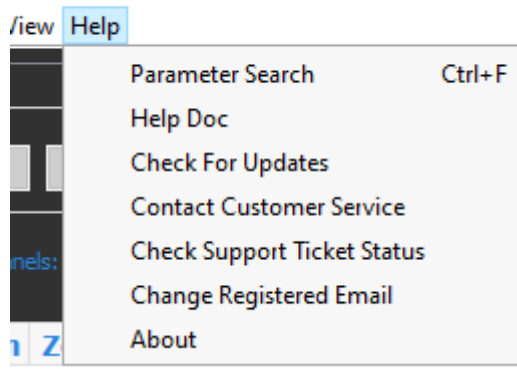 View Help
Parameter Search Ctrl+F
Help Doc
Check For Updates
Contact Customer Service
Check Support Ticket Status
Change Registered Email
About